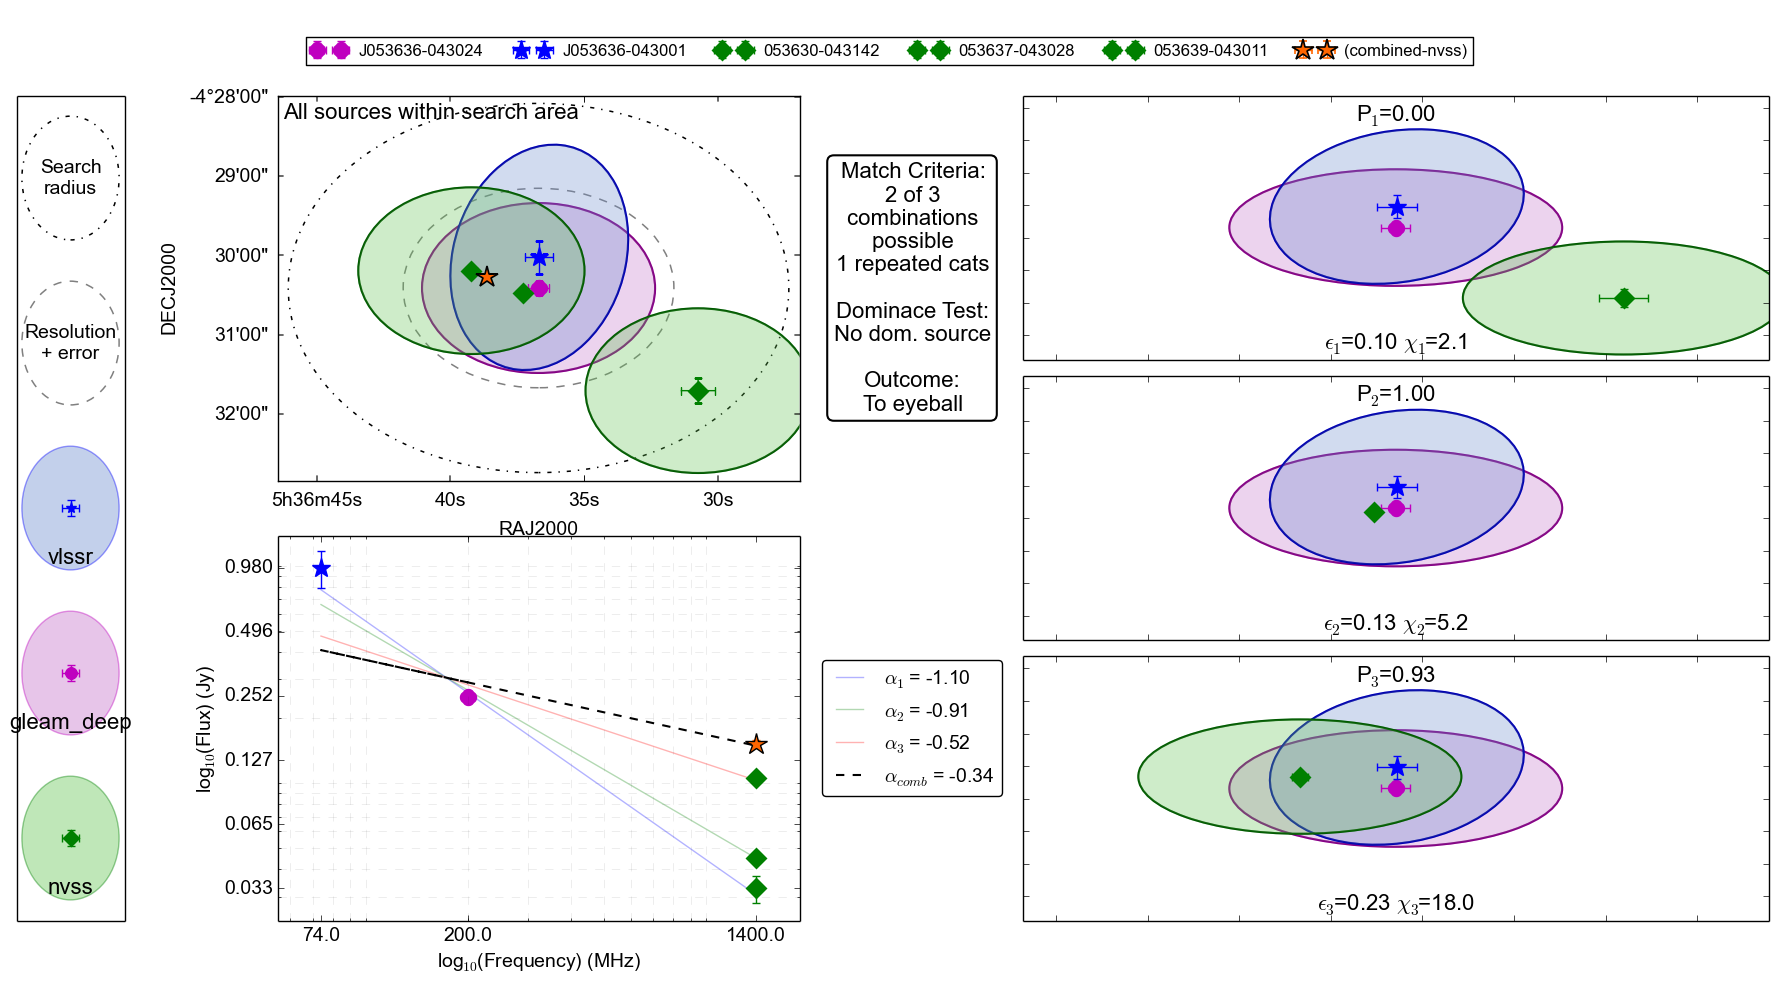 J053636-043024 J053636-043001 053630-043142 053637-043028 053639-043011 (combined-nvss)
Search
radius
Resolution
+ error
vlssr
gleam_deep
nvss
All sources within search area
-4°28'00"
29'00"
30'00"
31'00"
32'00"
DECJ2000
5h36m45s 40s 35s 30s
RAJ2000
Match Criteria:
2 of 3
combinations
possible
1 repeated cats
Dominace Test:
No dom. source
Outcome:
To eyeball
0.980
0.496
0.252
0.127
0.065
0.033
log10(Flux) (Jy)
74.0 200.0 1400.0
log10(Frequency) (MHz)
α1 = -1.10
α2 = -0.91
α3 = -0.52
αcomb = -0.34
P1=0.00
ϵ1=0.10 χ1=2.1
P2=1.00
ϵ2=0.13 χ2=5.2
P3=0.93
ϵ3=0.23 χ3=18.0